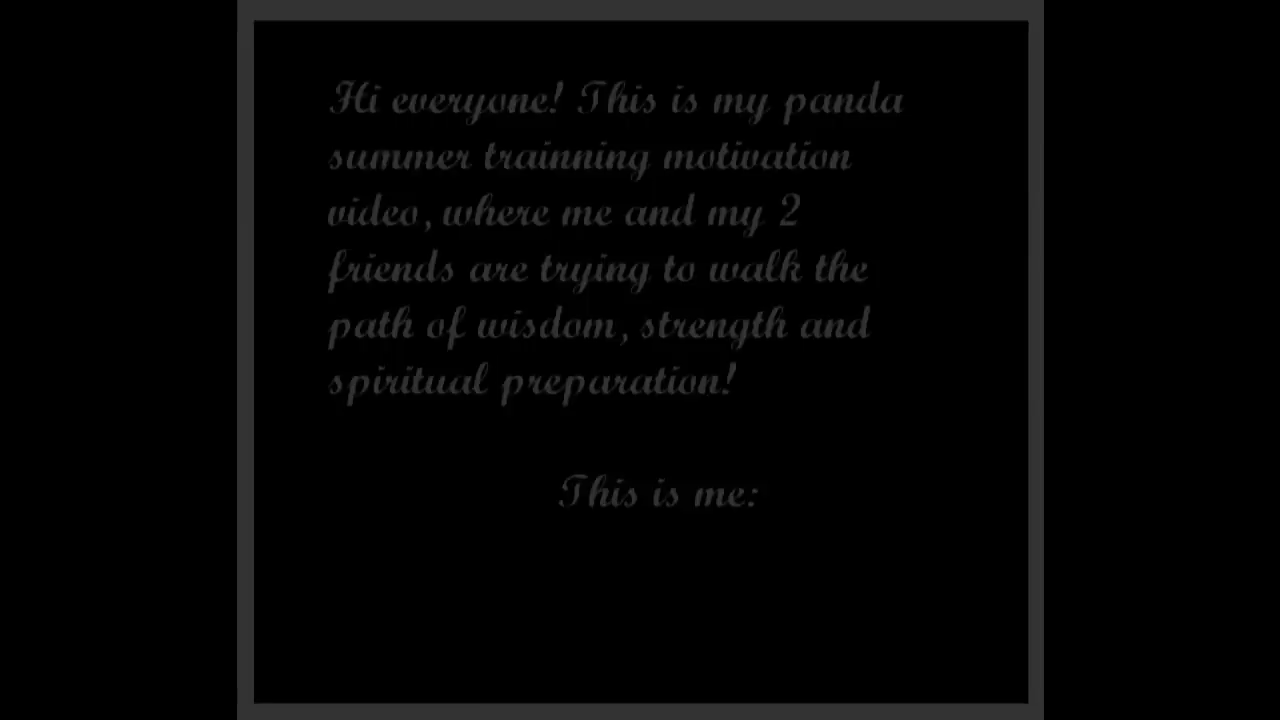 Hi everyone! This is my panda
summer trainning motivation
video, where me and my 2
friends are trying to walk the
path of wisdom, strength and
spiritual preparation!
This is me: